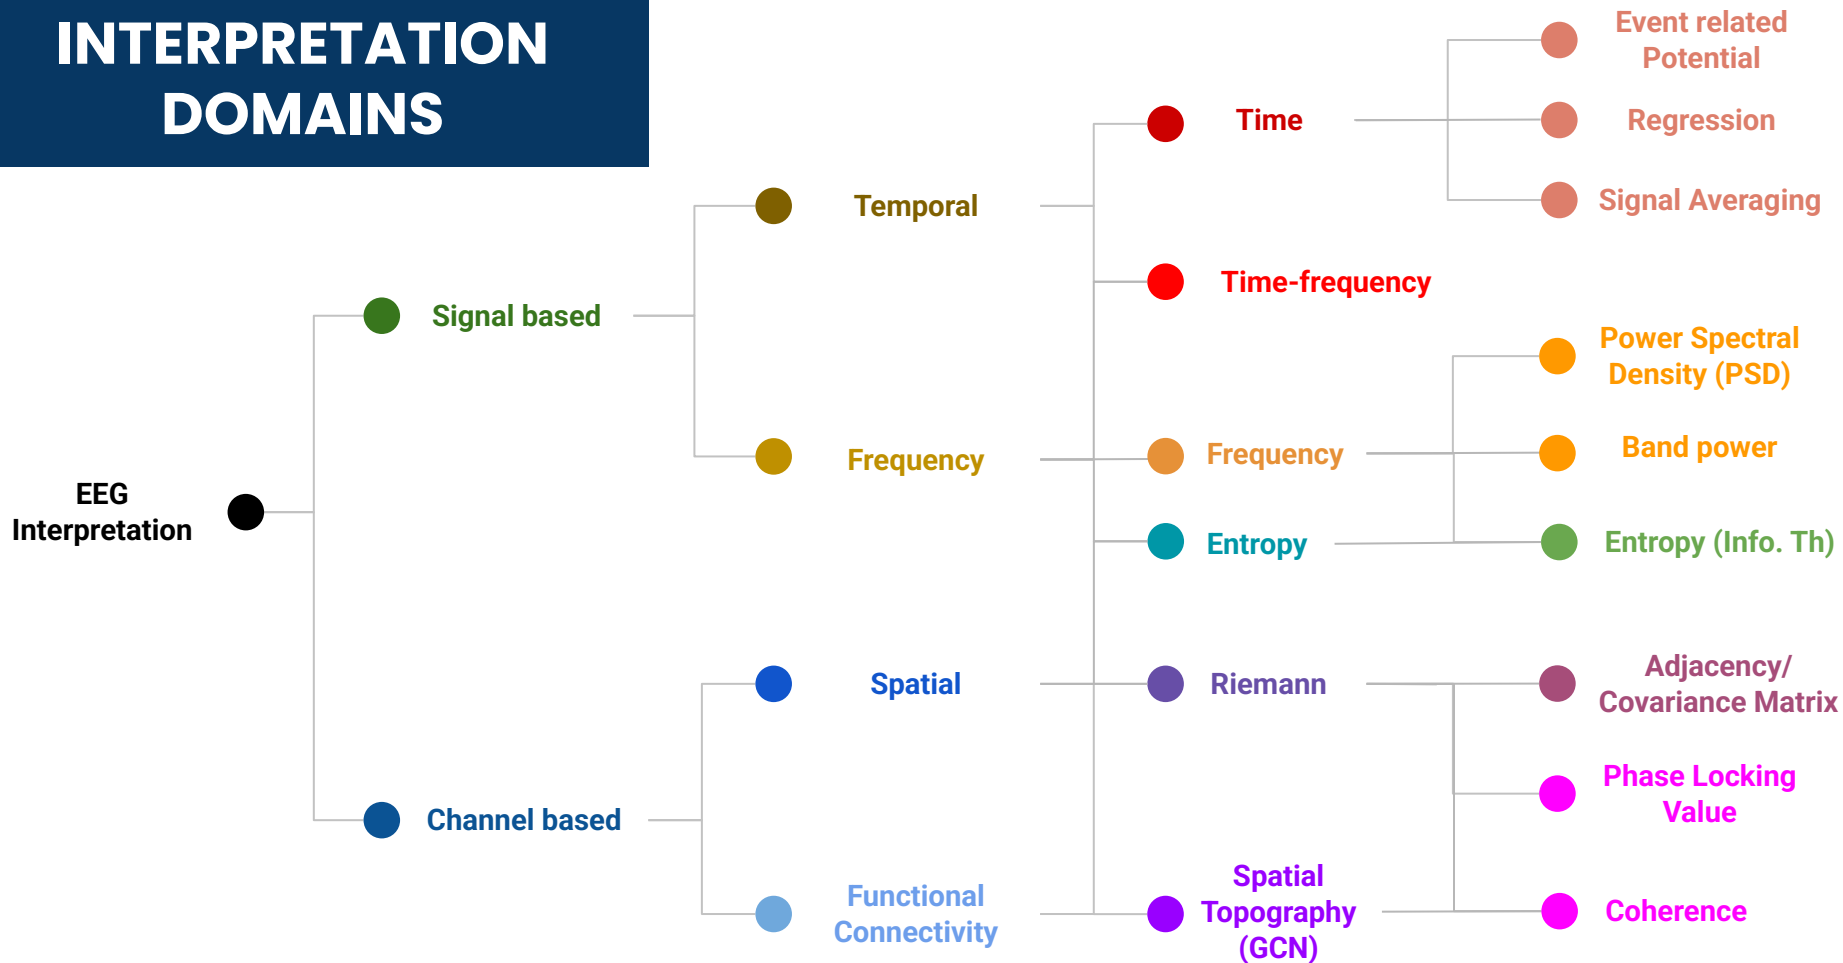 INTERPRETATION
DOMAINS
EEG
Interpretation
Signal based
Channel based
Temporal
Frequency
Spatial
Functional
Connectivity
Time
Time-frequency
Frequency
Entropy
Riemann
Spatial
Topography
(GCN)
Event related
Potential
Regression
Signal Averaging
Power Spectral
Density (PSD)
Band power
Entropy (Info. Th)
Adjacency/
Covariance Matrix
Phase Locking
Value
Coherence